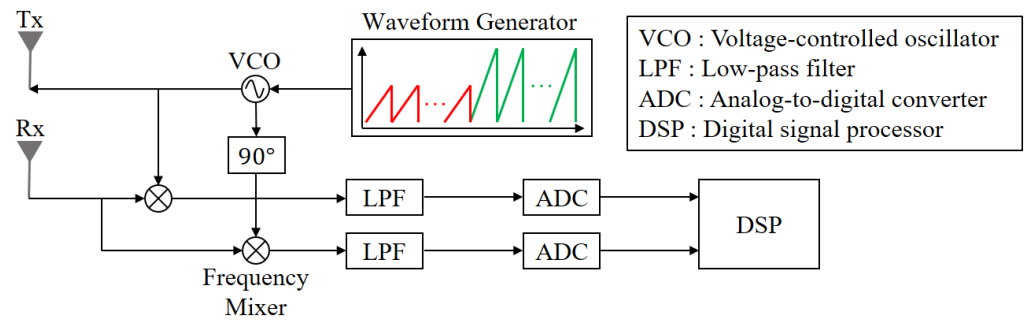 Tx
Waveform Generator
VCO
VCO : Voltage-controlled oscillator
LPF : Low-pass filter
ADC : Analog-to-digital converter
DSP : Digital signal processor
Rx
90°
LPF
ADC
DSP
LPF
ADC
Frequency
Mixer